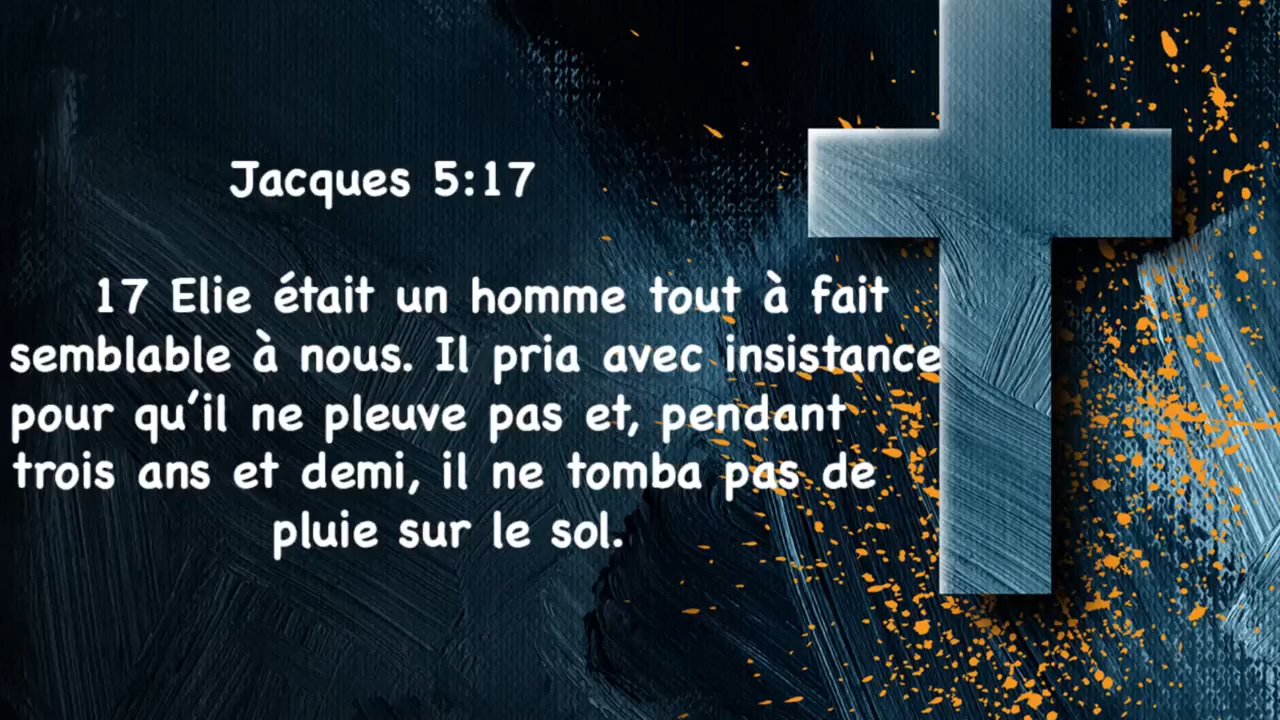 Jacques 5:17
17 Elie était un homme tout à fait
semblable à nous. Il pria avec insistance
pour qu’il ne pleuve pas et, pendant
trois ans et demi, il ne tomba pas de
pluie sur le sol.